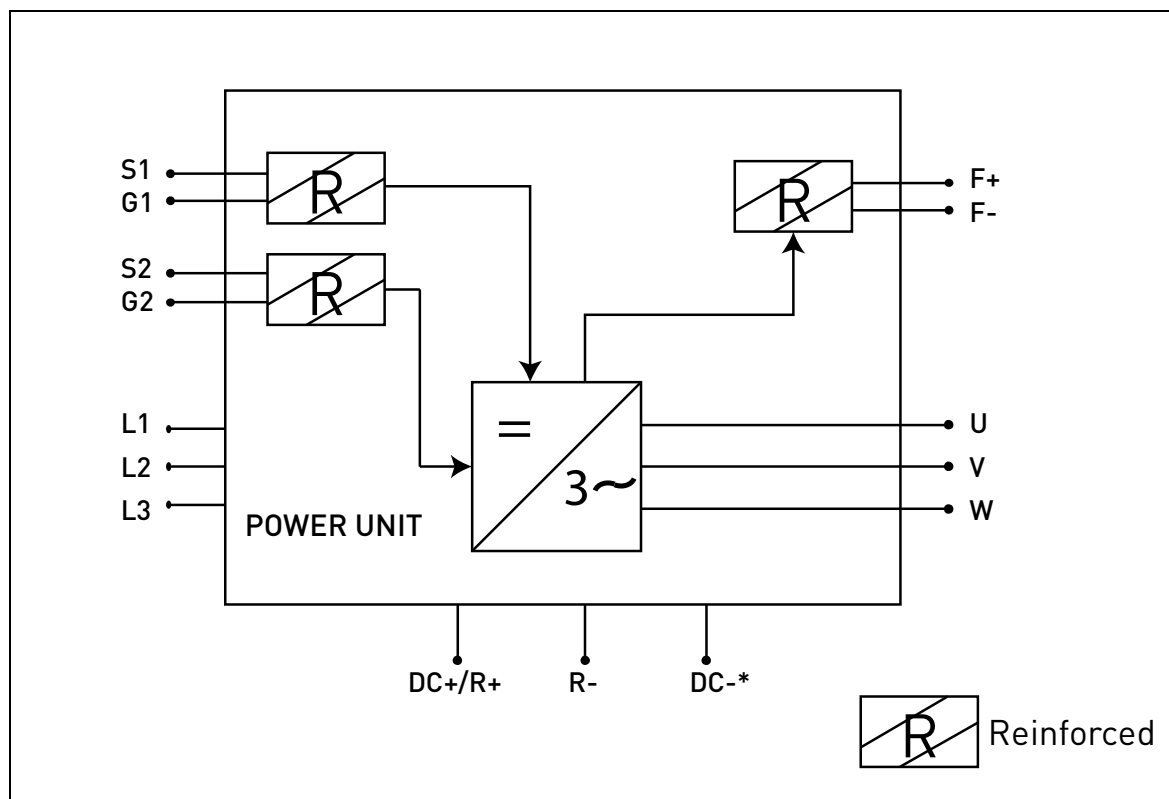 S1
G1
R
S2
G2
R
R
F+
F-
=
3~
L1
L2
L3
POWER UNIT
U
V
W
DC+/R+
R-
DC-*
R
Reinforced